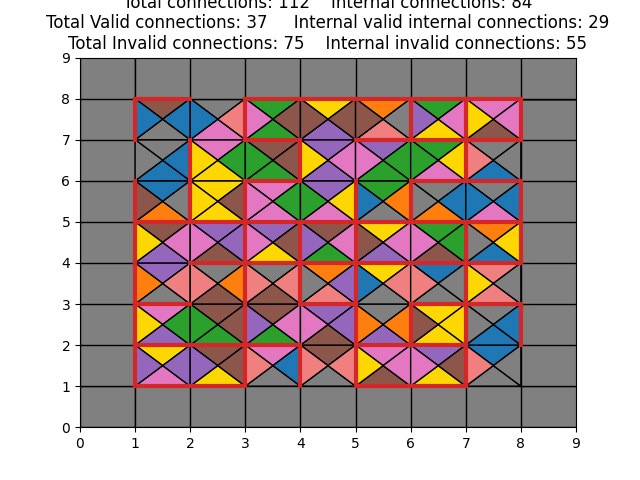 Total connections: 112    Internal connections: 84
Total Valid connections: 37     Internal valid internal connections: 29
Total Invalid connections: 75    Internal invalid connections: 55
9
8
7
6
5
4
3
2
1
0
0 1 2 3 4 5 6 7 8 9